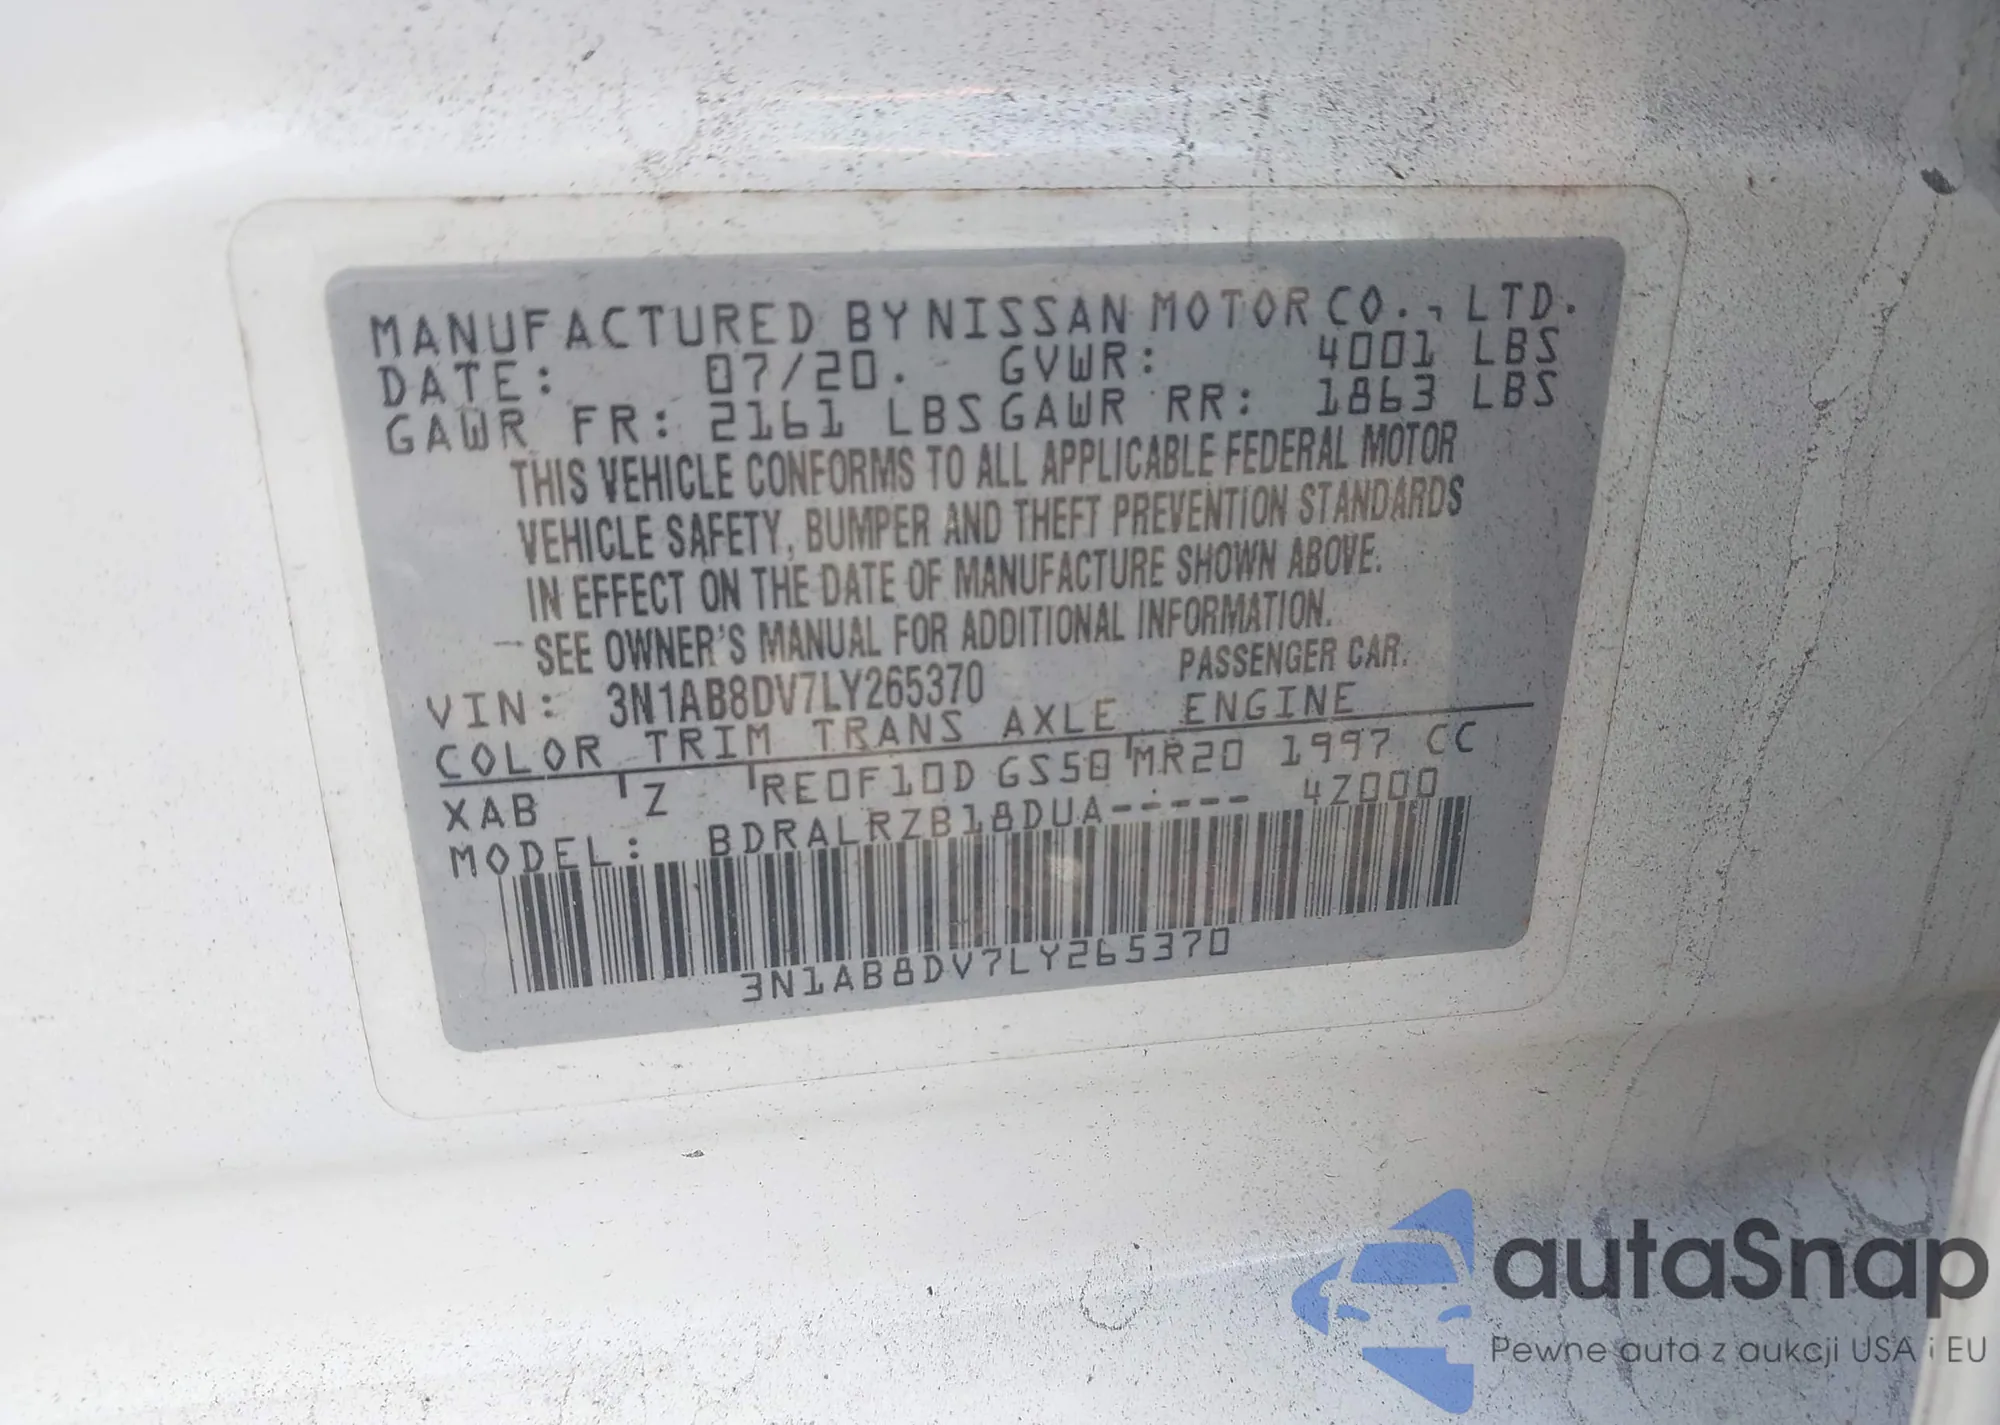 MANUFACTURED BY NISSAN MOTOR CO., LTD.
DATE: 07/20. GVWR: 4001 LBS
GAWR FR: 2161 LBS GAWR RR: 1863 LBS
THIS VEHICLE CONFORMS TO ALL APPLICABLE FEDERAL MOTOR
VEHICLE SAFETY, BUMPER AND THEFT PREVENTION STANDARDS
IN EFFECT ON THE DATE OF MANUFACTURE SHOWN ABOVE.
SEE OWNER'S MANUAL FOR ADDITIONAL INFORMATION.
VIN: 3N1AB8DV7LY265370 PASSENGER CAR.
COLOR TRIM TRANS AXLE ENGINE
XAB Z RE0F10D GS58 MR20 1997 CC
MODEL: BDRALRZB18DUA----- 4Z000
3N1AB8DV7LY265370
autaSnap
Pewne auta z aukcji USA i EU